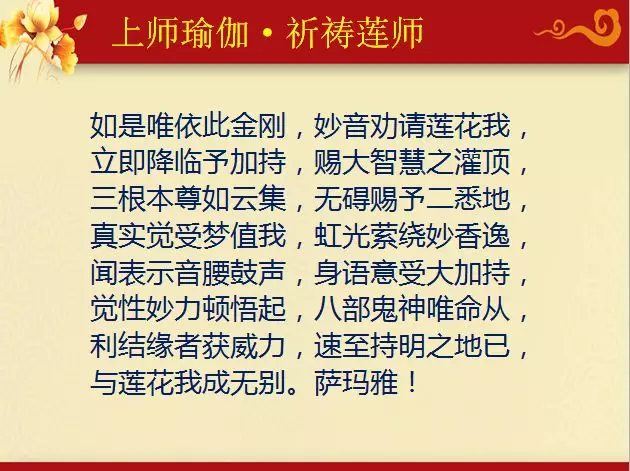 上师瑜伽·祈祷莲师
如是唯依此金刚，妙音劝请莲花我，
立即降临予加持，赐大智慧之灌顶，
三根本尊如云集，无碍赐予二悉地，
真实觉受梦值我，虹光萦绕妙香逸，
闻表示音腰鼓声，身语意受大加持，
觉性妙力顿悟起，八部鬼神唯命从，
利结缘者获威力，速至持明之地已，
与莲花我成无别。萨玛雅！